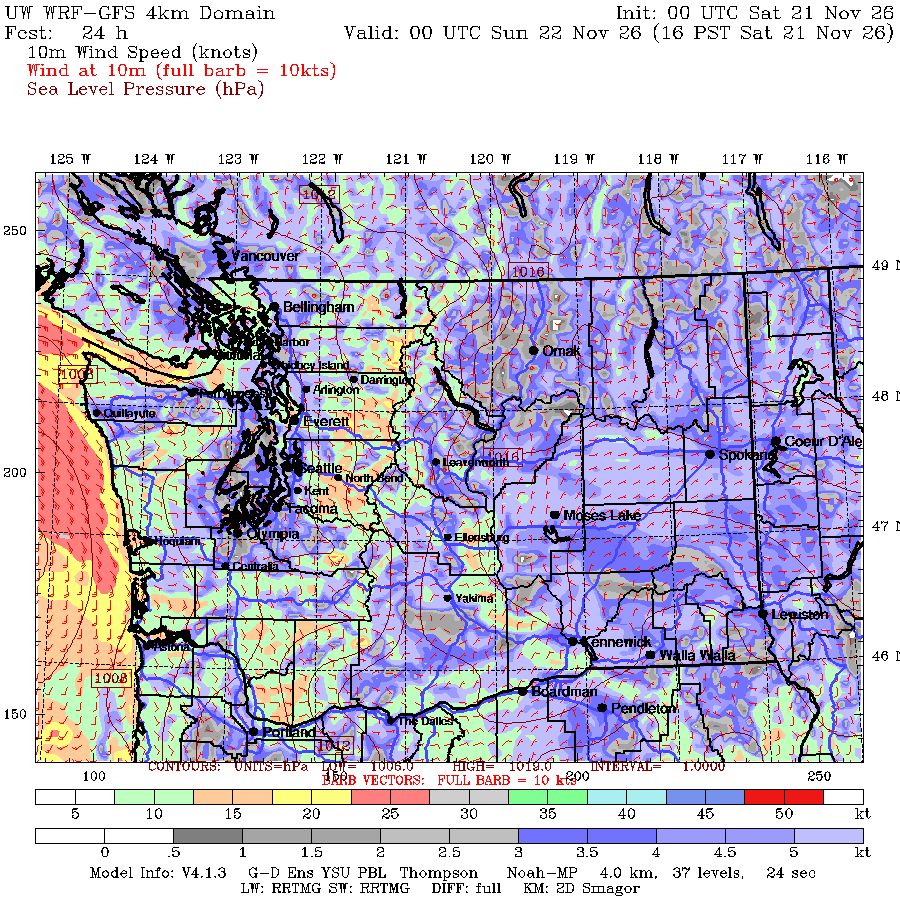 UW WRF-GFS 4km Domain Init: 00 UTC Sat 21 Nov 26
Fcst: 24 h Valid: 00 UTC Sun 22 Nov 26 (16 PST Sat 21 Nov 26)
10m Wind Speed (knots)
Wind at 10m (full barb = 10kts)
Sea Level Pressure (hPa)
125 W 124 W 123 W 122 W 121 W 120 W 119 W 118 W 117 W 116 W
1012
250
Vancouver
49 N
1016
Bellingham
Omak
1008
Darrington
Arlington
48 N
Quillayute
Everett
Coeur D'Ale
Spokane
Leavenworth 1016
200
Seattle
North Bend
Kent
Tacoma
Moses Lake
47 N
Olympia
Ellensburg
Hoquiam
Centralia
Yakima
Lewiston
Kennewick
Astoria
Walla Walla
46 N
1008
Boardman
Pendleton
150
The Dalles
Portland
1012
CONTOURS: UNITS=hPa LOW= 1006.0 HIGH= 1019.0 INTERVAL= 1.0000
100 150 200 250
BARB VECTORS: FULL BARB = 10 kts
5 10 15 20 25 30 35 40 45 50 kt
0 .5 1 1.5 2 2.5 3 3.5 4 4.5 5 kt
Model Info: V4.1.3 G-D Ens YSU PBL Thompson Noah-MP 4.0 km, 37 levels, 24 sec
LW: RRTMG SW: RRTMG DIFF: full KM: 2D Smagor